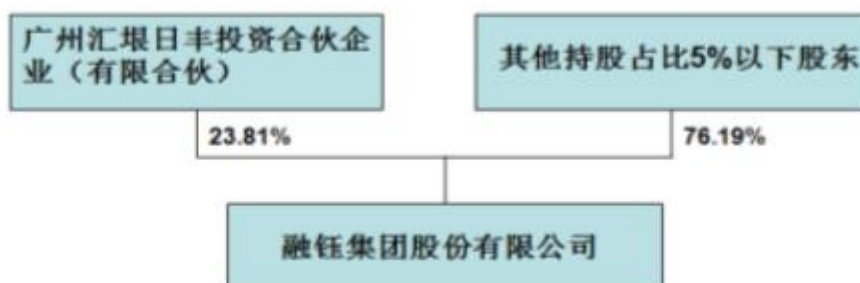 广州汇垠日丰投资合伙企
业（有限合伙）
其他持股占比5%以下股东
23.81%
76.19%
融钰集团股份有限公司